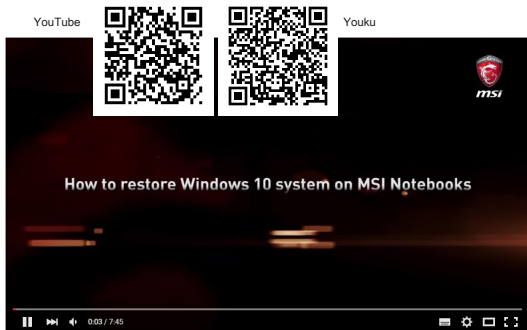 YouTube
Youku
msi
How to restore Windows 10 system on MSI Notebooks
0:03 / 7:45